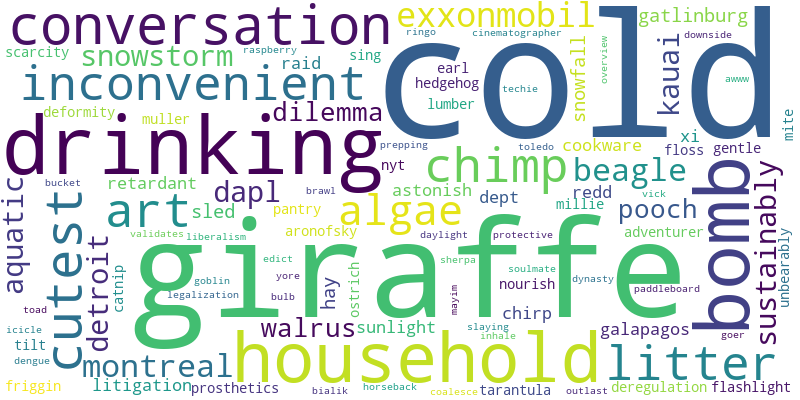 conversation
cold
exxonmobil
gatlinburg
scarcity
snowstorm
raspberry
raid
sing
ringo
cinematographer
snowfall
overview
kauai
downside
awww
mite
inconvenient
earl
hedgehog
techie
lumber
deformity
muller
dilemma
drinking
prepping
toledo
cookware
xi
floss
gentle
nyt
chimp
beagle
bucket
retardant
dapl
brawl
astonish
dept
redd
vick
bomb
sustainably
unbearably
aquatic
cutest
art
sled
pantry
algae
millie
pooch
aronofsky
validates
liberalism
daylight
protective
adventurer
detroit
catnip
giraffe
edict
sherpa
goblin
yore
soulmate
dynasty
legalization
bulb
hay
ostrich
mayim
nourish
paddleboard
toad
icicle
tilt
walrus
sunlight
slaying
chirp
galapagos
goer
dengue
inhale
montreal
household
litter
friggin
litigation
prosthetics
bialik
horseback
coalesce
tarantula
outlast
deregulation
flashlight